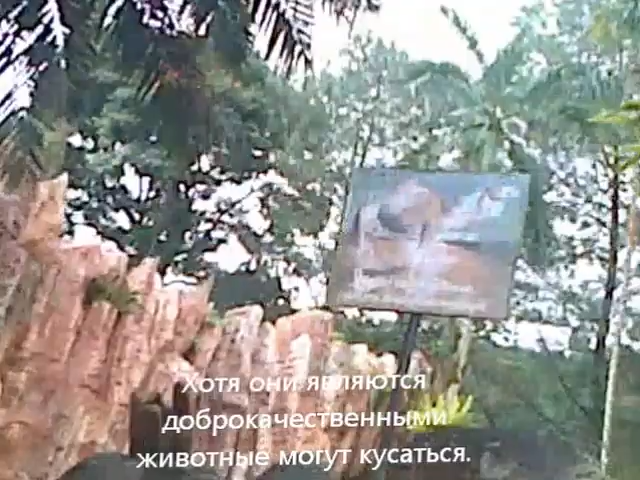 Хотя они являются
доброкачественными
животные могут кусаться.